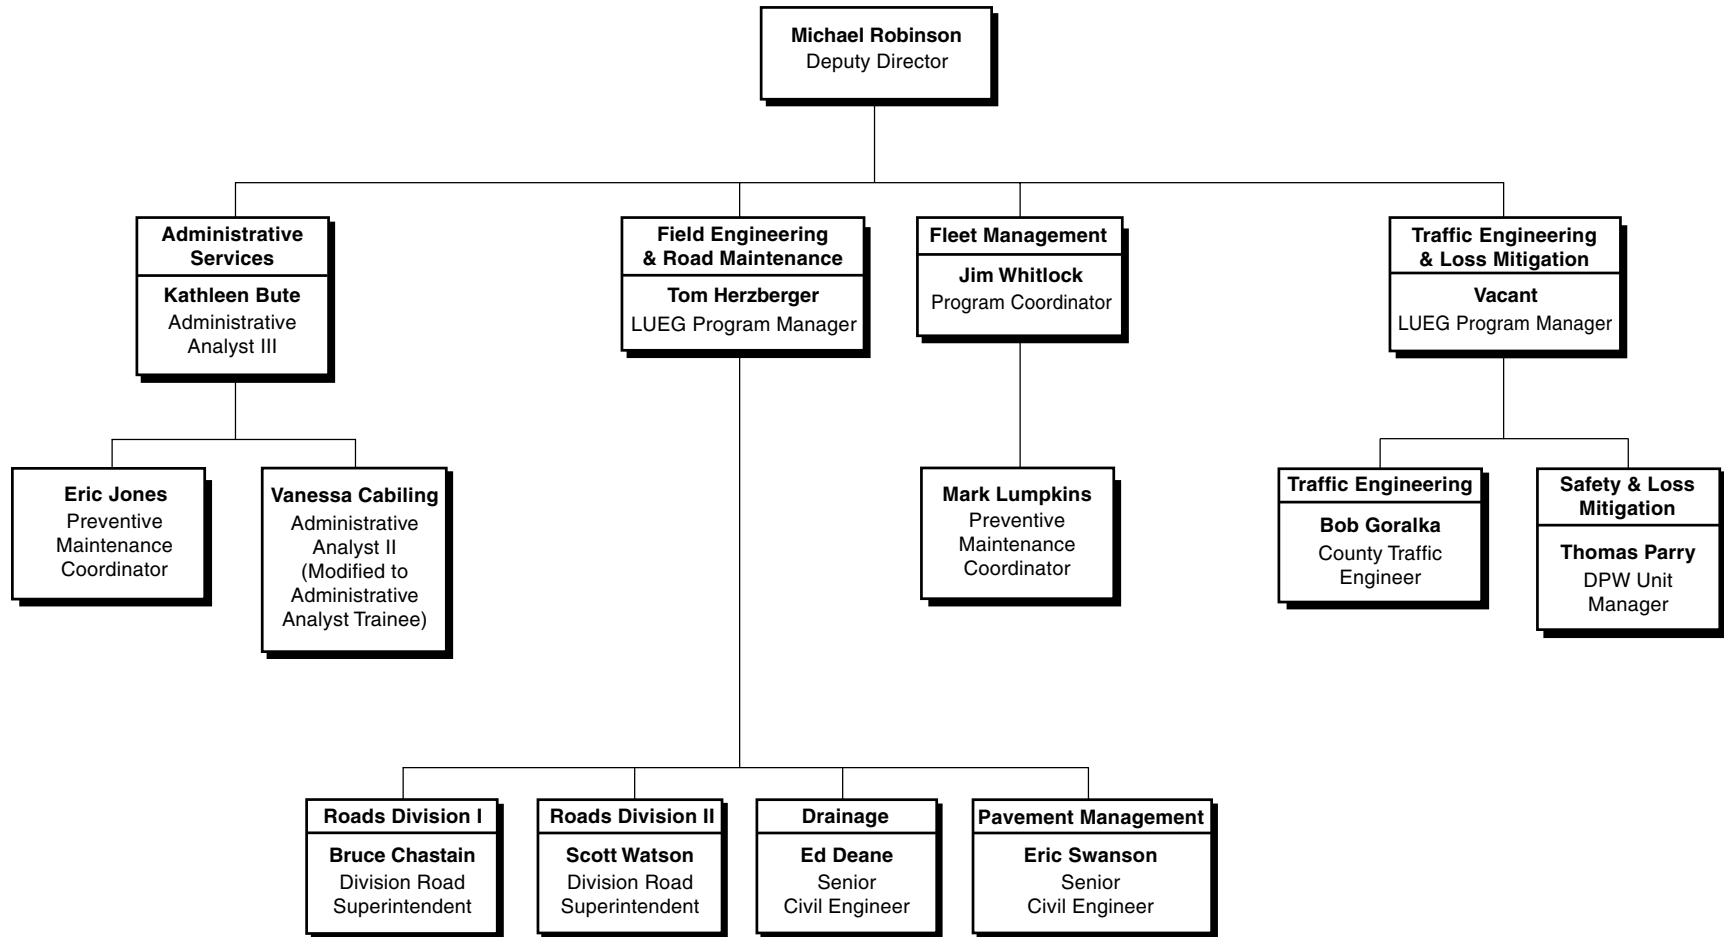 Michael Robinson
Deputy Director
Administrative
Services
Kathleen Bute
Administrative
Analyst III
Field Engineering
& Road Maintenance
Tom Herzberger
LUEG Program Manager
Fleet Management
Jim Whitlock
Program Coordinator
Traffic Engineering
& Loss Mitigation
Vacant
LUEG Program Manager
Eric Jones
Preventive
Maintenance
Coordinator
Vanessa Cabiling
Administrative
Analyst II
(Modified to
Administrative
Analyst Trainee)
Mark Lumpkins
Preventive
Maintenance
Coordinator
Traffic Engineering
Bob Goralka
County Traffic
Engineer
Safety & Loss
Mitigation
Thomas Parry
DPW Unit
Manager
Roads Division I
Bruce Chastain
Division Road
Superintendent
Roads Division II
Scott Watson
Division Road
Superintendent
Drainage
Ed Deane
Senior
Civil Engineer
Pavement Management
Eric Swanson
Senior
Civil Engineer